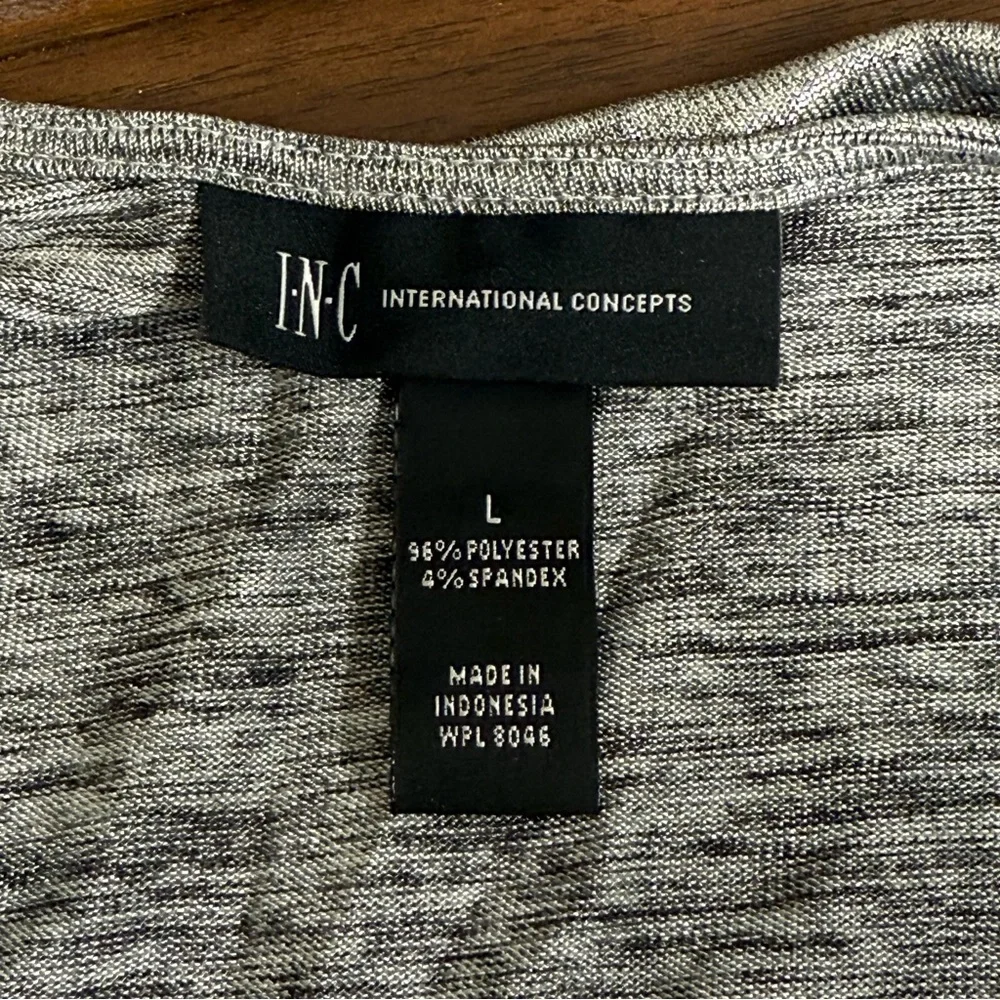 I·N·C INTERNATIONAL CONCEPTS
L
96% POLYESTER
4% SPANDEX
MADE IN
INDONESIA
WPL 8046